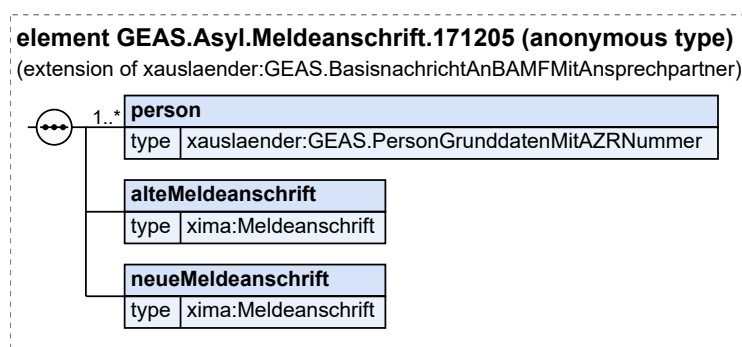 element GEAS.Asyl.Meldeanschrift.171205 (anonymous type)
(extension of xauslaender:GEAS.BasisnachrichtAnBAMFMitAnsprechpartner)
1..* person
type xauslaender:GEAS.PersonGrunddatenMitAZRNummer
alteMeldeanschrift
type xima:Meldeanschrift
neueMeldeanschrift
type xima:Meldeanschrift